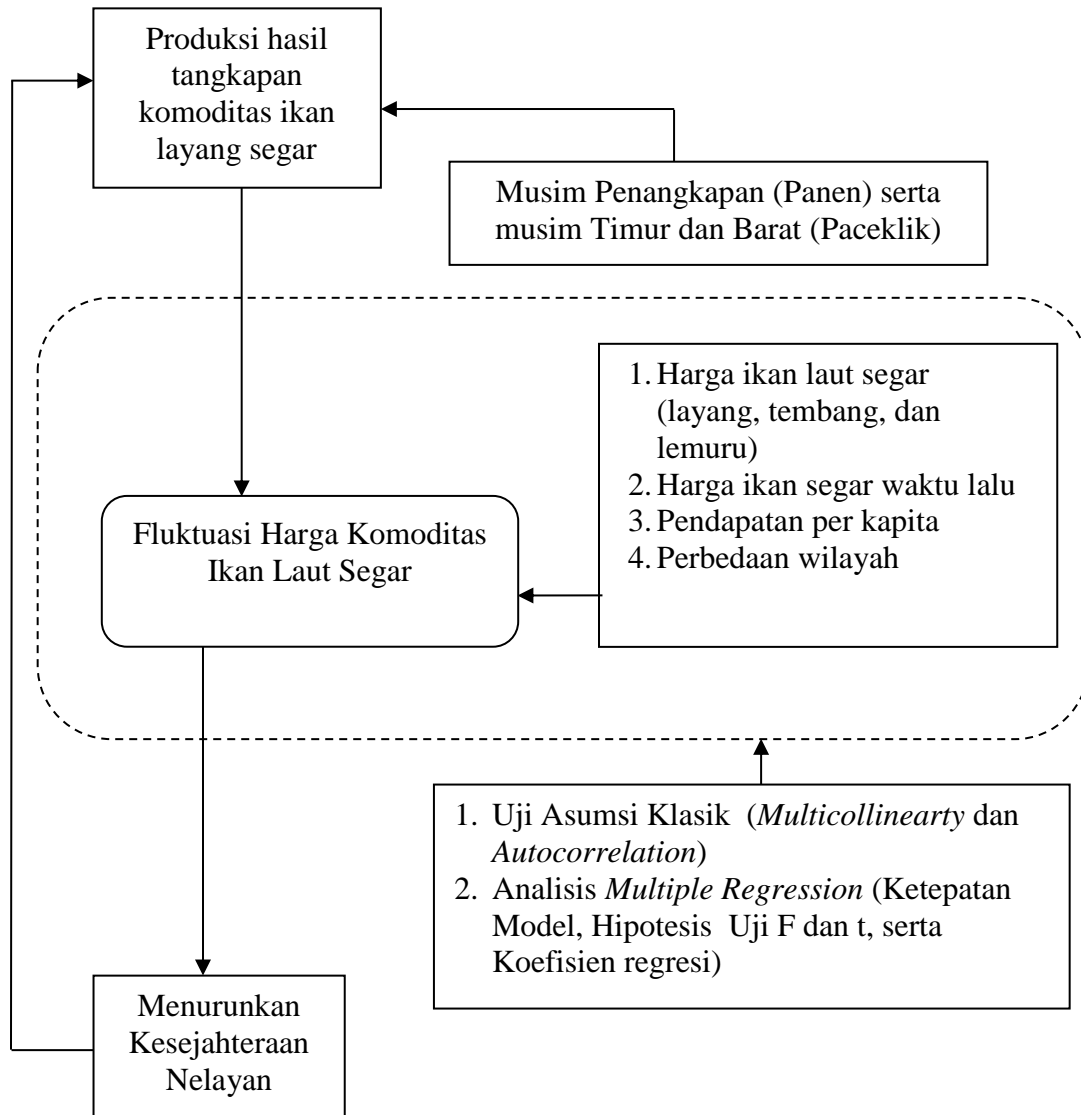 Produksi hasil
tangkapan
komoditas ikan
layang segar
Musim Penangkapan (Panen) serta
musim Timur dan Barat (Paceklik)
1. Harga ikan laut segar
(layang, tembang, dan
lemuru)
2. Harga ikan segar waktu lalu
3. Pendapatan per kapita
4. Perbedaan wilayah
Fluktuasi Harga Komoditas
Ikan Laut Segar
1. Uji Asumsi Klasik (Multicollinearty dan
Autocorrelation)
2. Analisis Multiple Regression (Ketepatan
Model, Hipotesis Uji F dan t, serta
Koefisien regresi)
Menurunkan
Kesejahteraan
Nelayan